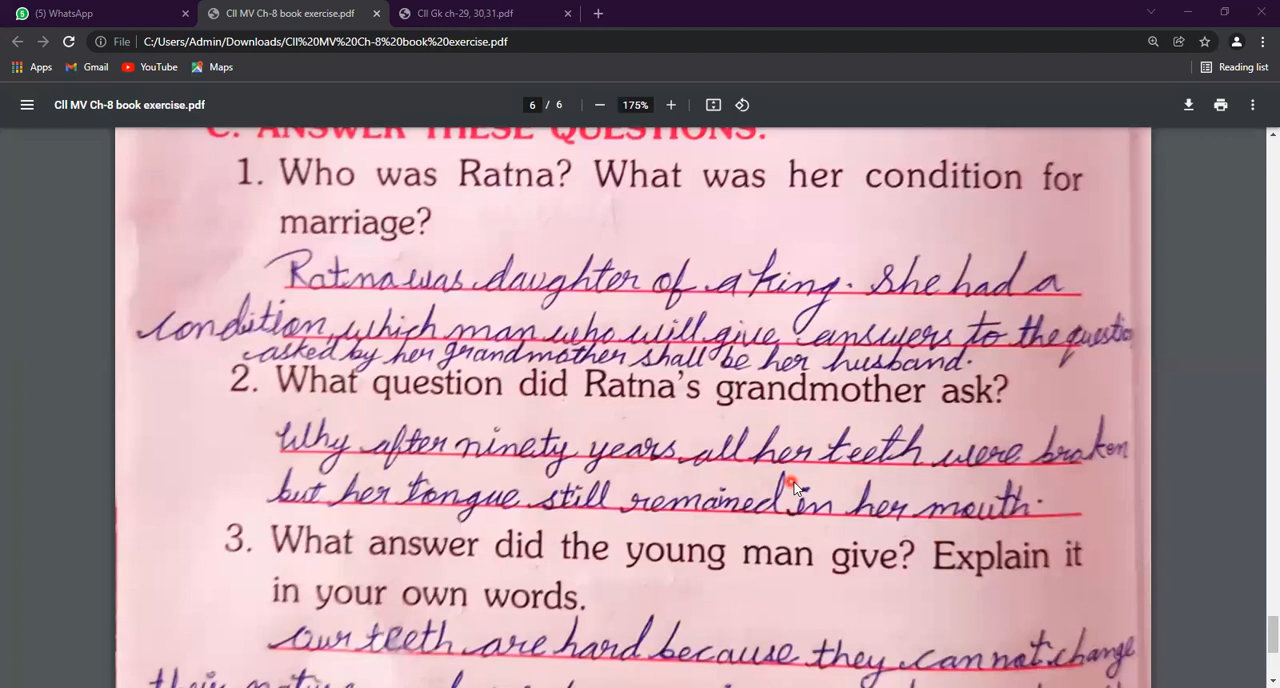 (5) WhatsApp
Cll MV Ch-8 book exercise.pdf
Cll Gk ch-29, 30,31.pdf
File
C:/Users/Admin/Downloads/Cll%20MV%20Ch-8%20book%20exercise.pdf
Apps
Gmail
YouTube
Maps
Reading list
Cll MV Ch-8 book exercise.pdf
6 / 6
175%
C. ANSWER THESE QUESTIONS.
1. Who was Ratna? What was her condition for
marriage?
Ratna was daughter of a king. She had a
condition, which man who will give answers to the questio
asked by her grandmother shall be her husband.
2. What question did Ratna's grandmother ask?
Why after ninety years all her teeth were broken
but her tongue still remained in her mouth.
3. What answer did the young man give? Explain it
in your own words.
our teeth are hard because they can not change
their nature